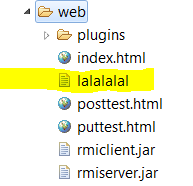 web
plugins
index.html
lalalalal
posttest.html
puttest.html
rmiclient.jar
rmiserver.jar